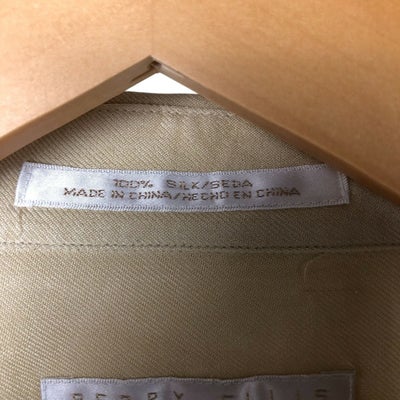 100% SILK/SEDA
MADE IN CHINA/HECHO EN CHINA